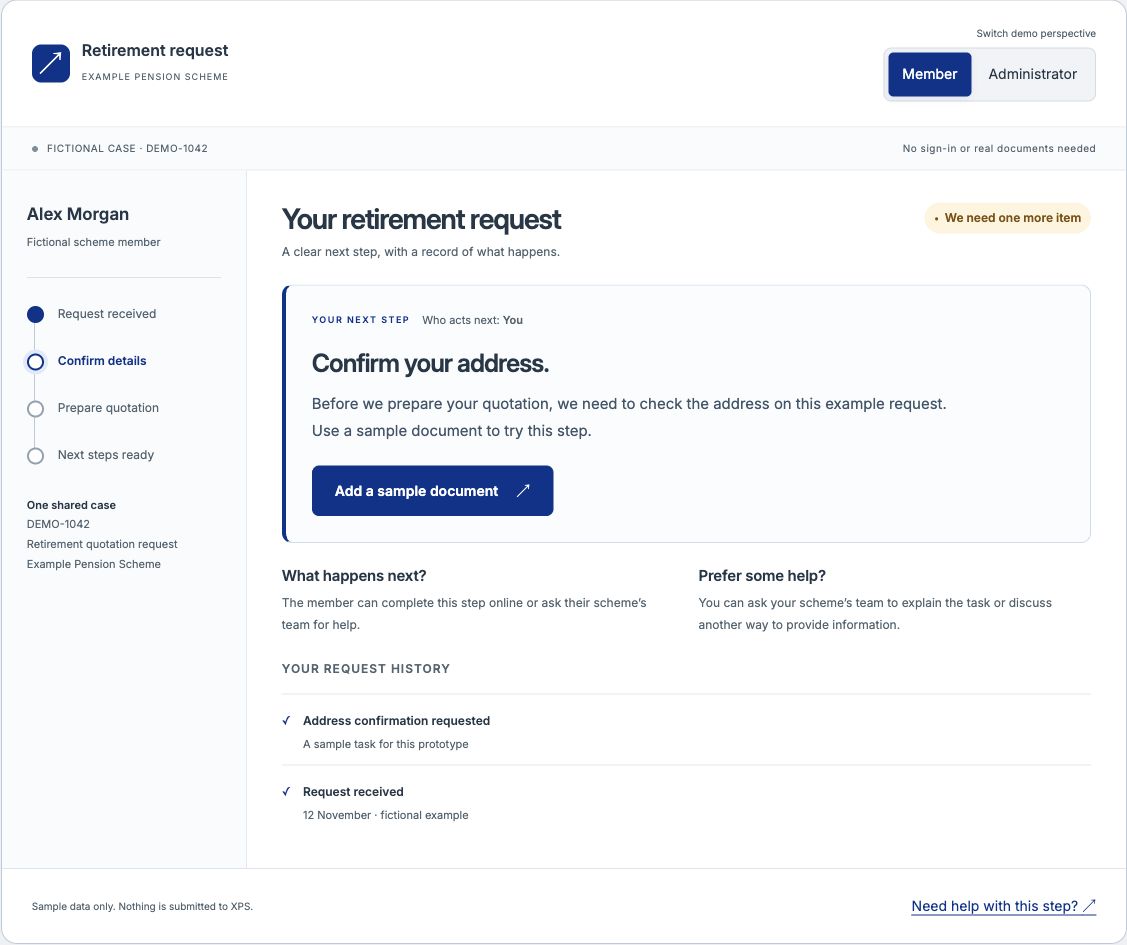 Retirement request
EXAMPLE PENSION SCHEME
Switch demo perspective
Member
Administrator
FICTIONAL CASE · DEMO-1042
No sign-in or real documents needed
Alex Morgan
Fictional scheme member
Request received
Confirm details
Prepare quotation
Next steps ready
One shared case
DEMO-1042
Retirement quotation request
Example Pension Scheme
Your retirement request
• We need one more item
A clear next step, with a record of what happens.
YOUR NEXT STEP Who acts next: You
Confirm your address.
Before we prepare your quotation, we need to check the address on this example request.
Use a sample document to try this step.
Add a sample document ↗
What happens next?
The member can complete this step online or ask their scheme’s
team for help.
Prefer some help?
You can ask your scheme’s team to explain the task or discuss
another way to provide information.
YOUR REQUEST HISTORY
✓ Address confirmation requested
A sample task for this prototype
✓ Request received
12 November · fictional example
Sample data only. Nothing is submitted to XPS.
Need help with this step? ↗